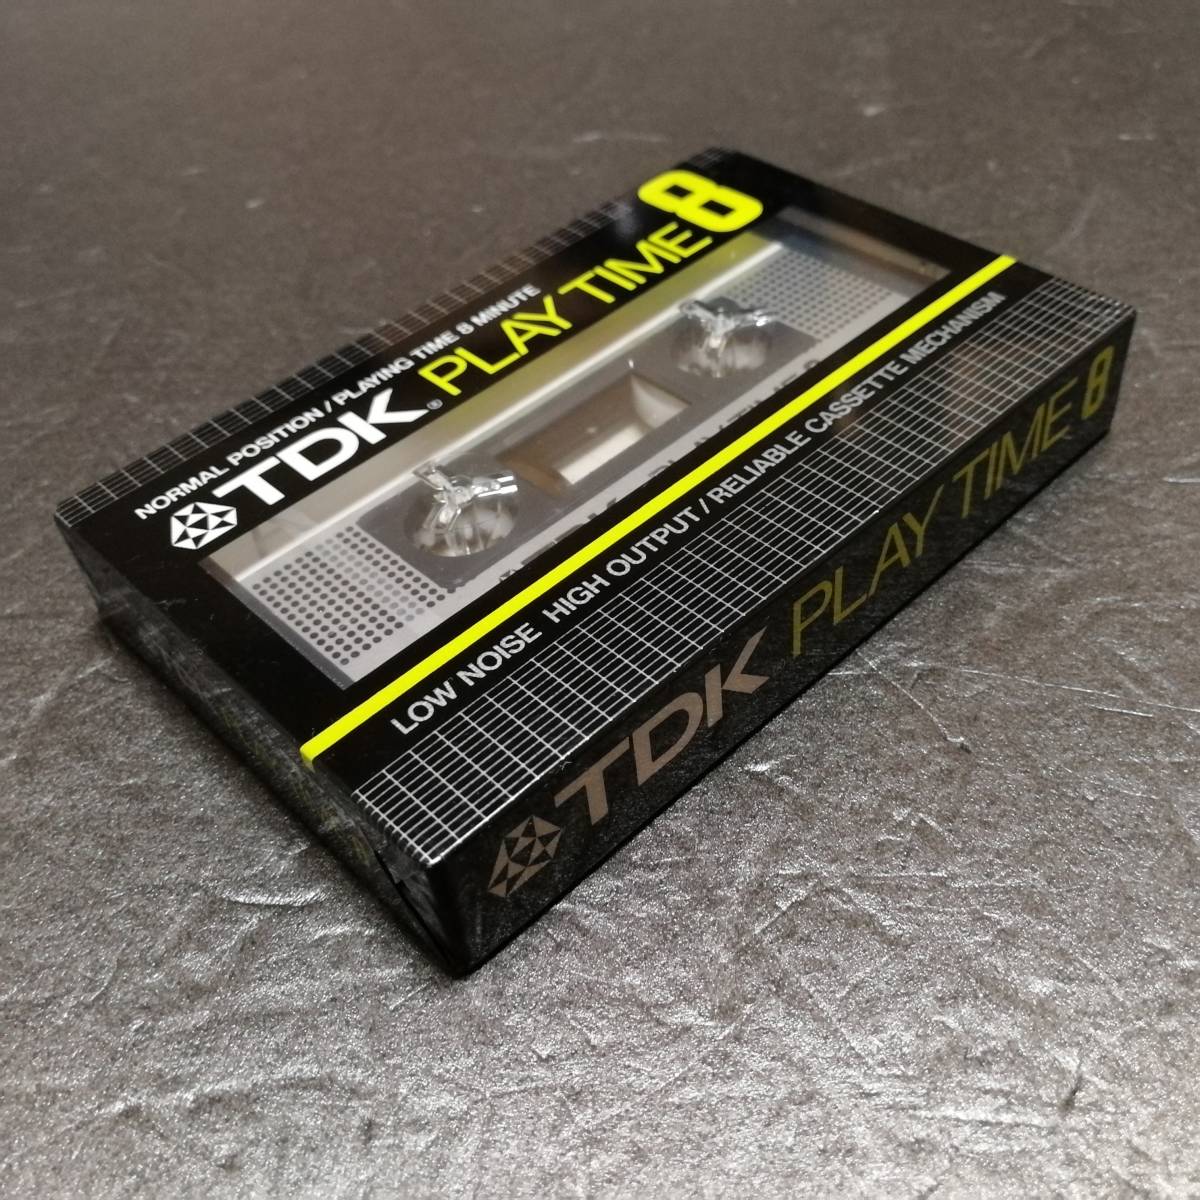 NORMAL POSITION / PLAYING TIME 8 MINUTE
TDK® PLAY TIME 8
LOW NOISE HIGH OUTPUT / RELIABLE CASSETTE MECHANISM
TDK PLAY TIME 8